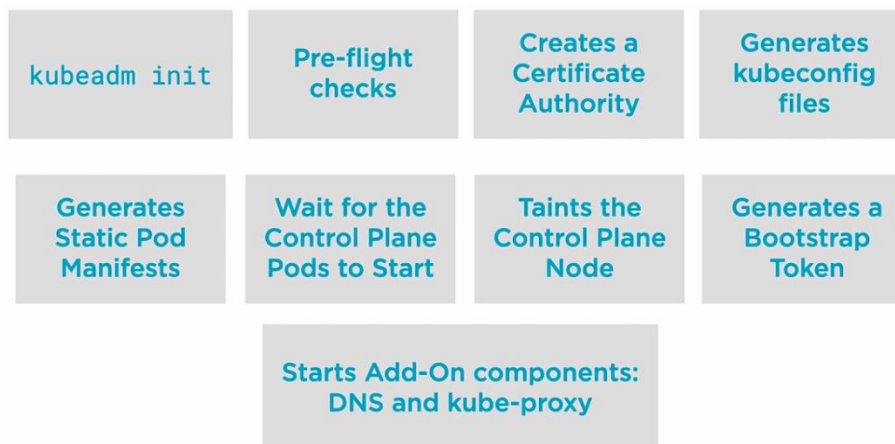 kubeadm init
Pre-flight
checks
Creates a
Certificate
Authority
Generates
kubeconfig
files
Generates
Static Pod
Manifests
Wait for the
Control Plane
Pods to Start
Taints the
Control Plane
Node
Generates a
Bootstrap
Token
Starts Add-On components:
DNS and kube-proxy